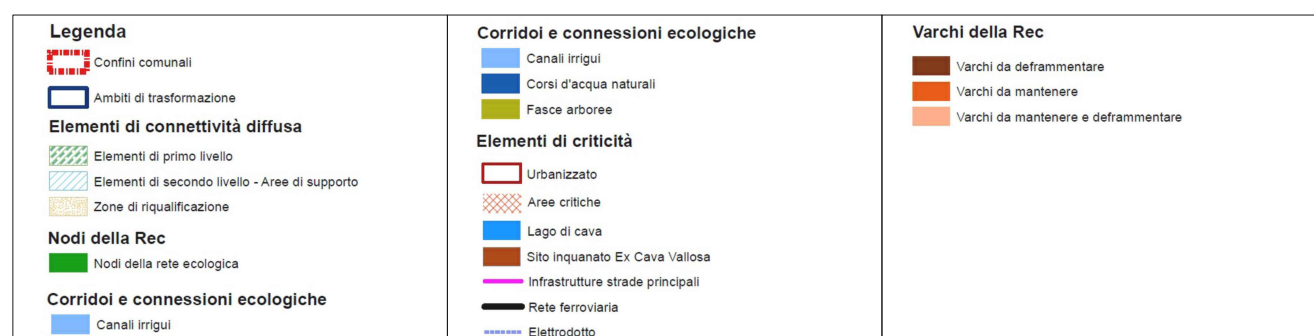 Legenda
Confini comunali
Ambiti di trasformazione
Elementi di connettività diffusa
Elementi di primo livello
Elementi di secondo livello - Aree di supporto
Zone di riqualificazione
Nodi della Rec
Nodi della rete ecologica
Corridoi e connessioni ecologiche
Canali irrigui
Corridoi e connessioni ecologiche
Canali irrigui
Corsi d'acqua naturali
Fasce arboree
Elementi di criticità
Urbanizzato
Aree critiche
Lago di cava
Sito inquanato Ex Cava Vallosa
Infrastrutture strade principali
Rete ferroviaria
Elettrodotto
Varchi della Rec
Varchi da deframmentare
Varchi da mantenere
Varchi da mantenere e deframmentare